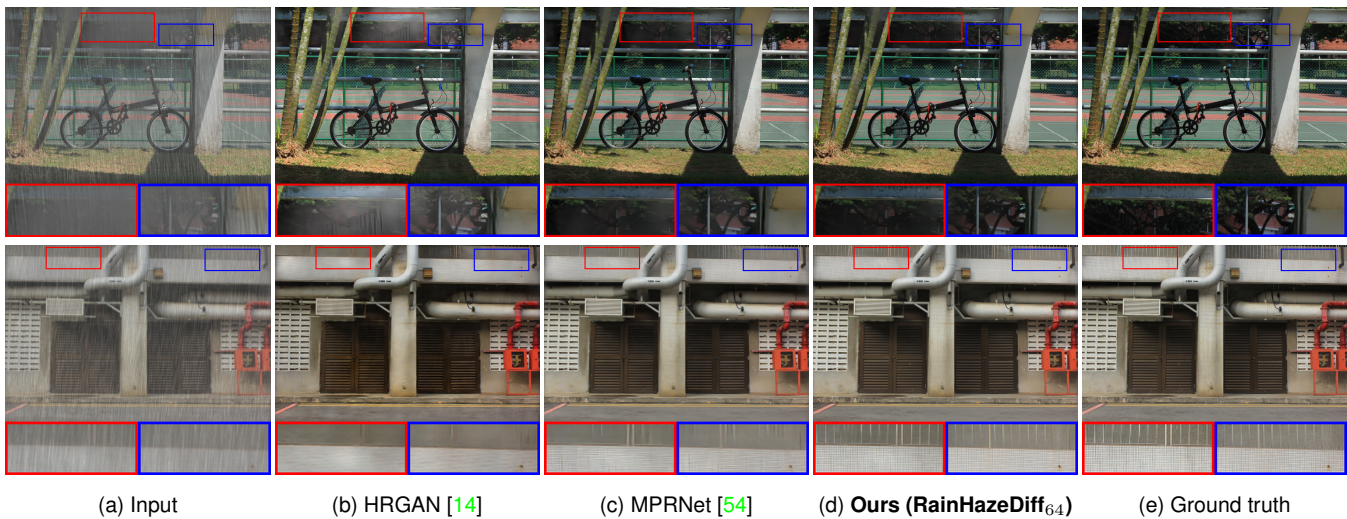 (a) Input
(b) HRGAN [14]
(c) MPRNet [54]
(d) Ours (RainHazeDiff64)
(e) Ground truth